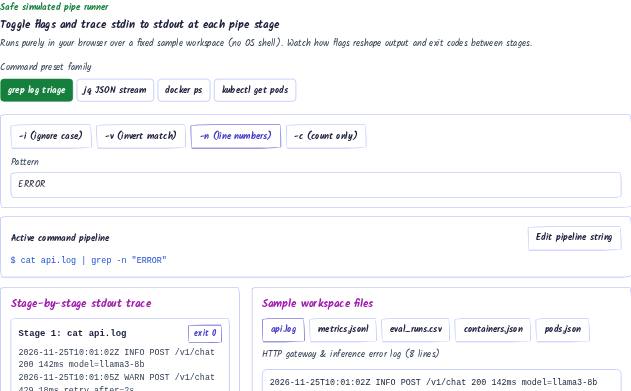 Safe simulated pipe runner
Toggle flags and trace stdin to stdout at each pipe stage
Runs purely in your browser over a fixed sample workspace (no OS shell). Watch how flags reshape output and exit codes between stages.
Command preset family
grep log triage
jq JSON stream
docker ps
kubectl get pods
-i (ignore case)
-v (invert match)
-n (line numbers)
-c (count only)
Pattern
ERROR
Active command pipeline
Edit pipeline string
$ cat api.log | grep -n "ERROR"
Stage-by-stage stdout trace
Stage 1: cat api.log
exit 0
2026-11-25T10:01:02Z INFO POST /v1/chat
200 142ms model=llama3-8b
2026-11-25T10:01:05Z WARN POST /v1/chat
429 18ms retry_after=2s
Sample workspace files
api.log
metrics.jsonl
eval_runs.csv
containers.json
pods.json
HTTP gateway & inference error log (8 lines)
2026-11-25T10:01:02Z INFO POST /v1/chat 200 142ms model=llama3-8b